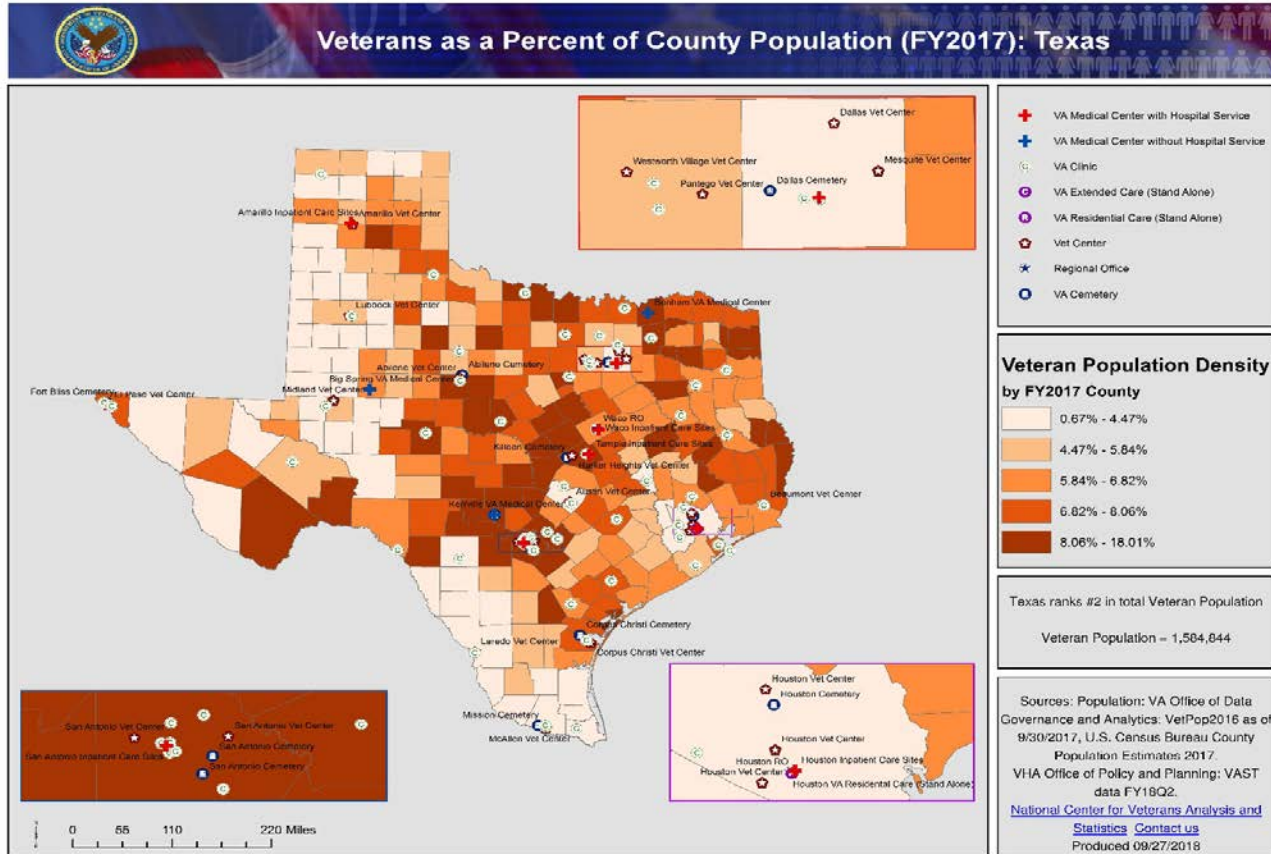 Veterans as a Percent of County Population (FY2017): Texas
Dallas Vet Center
Westworth Village Vet Center
Mesquite Vet Center
Pantego Vet Center
Dallas Cemetery
Amarillo Inpatient Care Sites
Amarillo Vet Center
Lubbock Vet Center
Bonham VA Medical Center
Abilene Vet Center
Abilene Cemetery
Big Spring VA Medical Center
Midland Vet Center
Fort Bliss Cemetery
El Paso Vet Center
Waco RO
Waco Inpatient Care Sites
Killeen Cemetery
Temple Inpatient Care Sites
Harker Heights Vet Center
Austin Vet Center
Beaumont Vet Center
Kerrville VA Medical Center
Corpus Christi Cemetery
Laredo Vet Center
Corpus Christi Vet Center
Mission Cemetery
McAllen Vet Center
San Antonio Vet Center
San Antonio Vet Center
San Antonio Inpatient Care Sites
San Antonio Cemetery
San Antonio Cemetery
Houston Vet Center
Houston Cemetery
Houston Vet Center
Houston RO
Houston Inpatient Care Sites
Houston Vet Center
Houston VA Residential Care (Stand Alone)
0 55 110 220 Miles
VA Medical Center with Hospital Service
VA Medical Center without Hospital Service
VA Clinic
VA Extended Care (Stand Alone)
VA Residential Care (Stand Alone)
Vet Center
Regional Office
VA Cemetery
Veteran Population Density
by FY2017 County
0.67% - 4.47%
4.47% - 5.84%
5.84% - 6.82%
6.82% - 8.06%
8.06% - 18.01%
Texas ranks #2 in total Veteran Population
Veteran Population = 1,584,844
Sources: Population: VA Office of Data
Governance and Analytics: VetPop2016 as of
9/30/2017, U.S. Census Bureau County
Population Estimates 2017.
VHA Office of Policy and Planning: VAST
data FY18Q2.
National Center for Veterans Analysis and
Statistics Contact us
Produced 09/27/2018